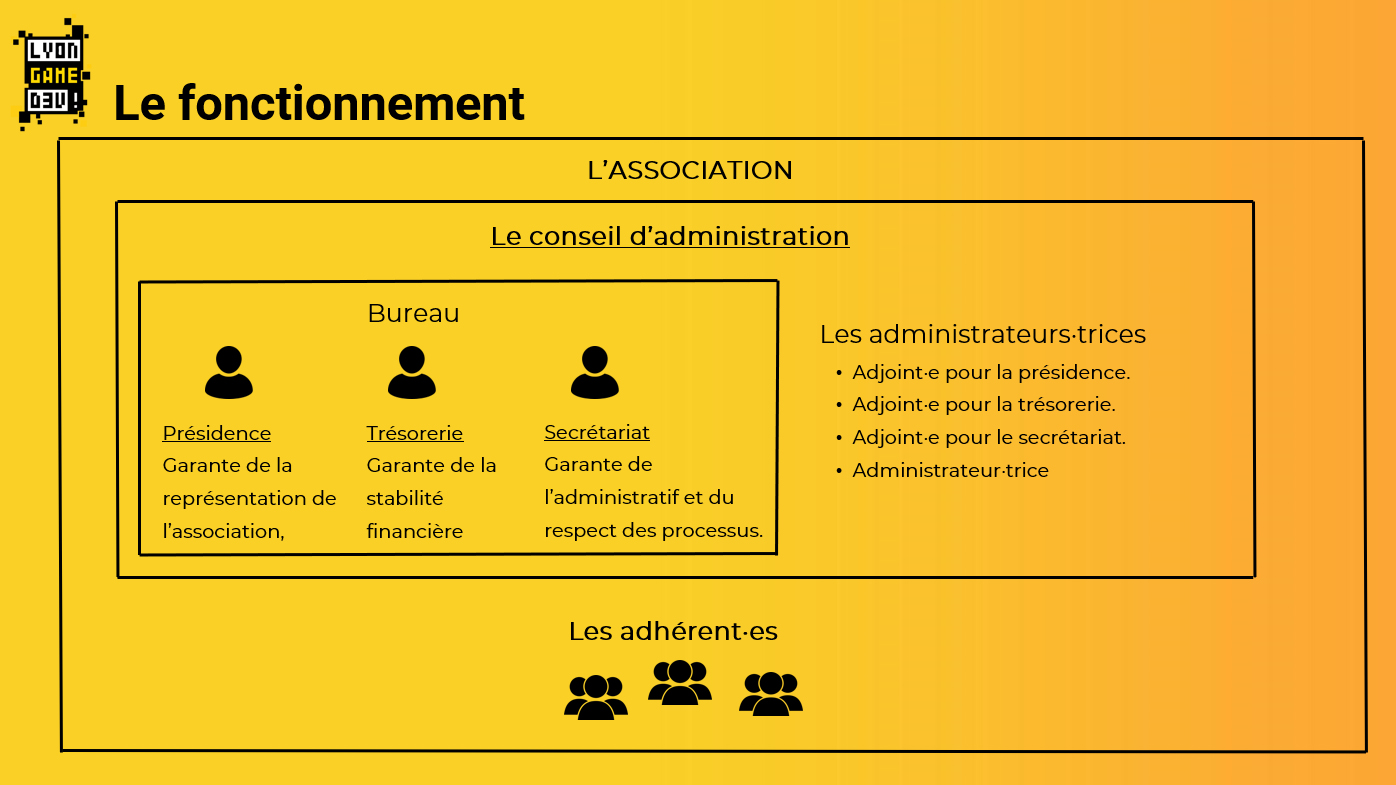 LYON
GAME
DEV!
Le fonctionnement
L’ASSOCIATION
Le conseil d’administration
Bureau
Présidence
Garante de la
représentation de
l’association,
Trésorerie
Garante de la
stabilité
financière
Secrétariat
Garante de
l’administratif et du
respect des processus.
Les administrateurs·trices
• Adjoint·e pour la présidence.
• Adjoint·e pour la trésorerie.
• Adjoint·e pour le secrétariat.
• Administrateur·trice
Les adhérent·es